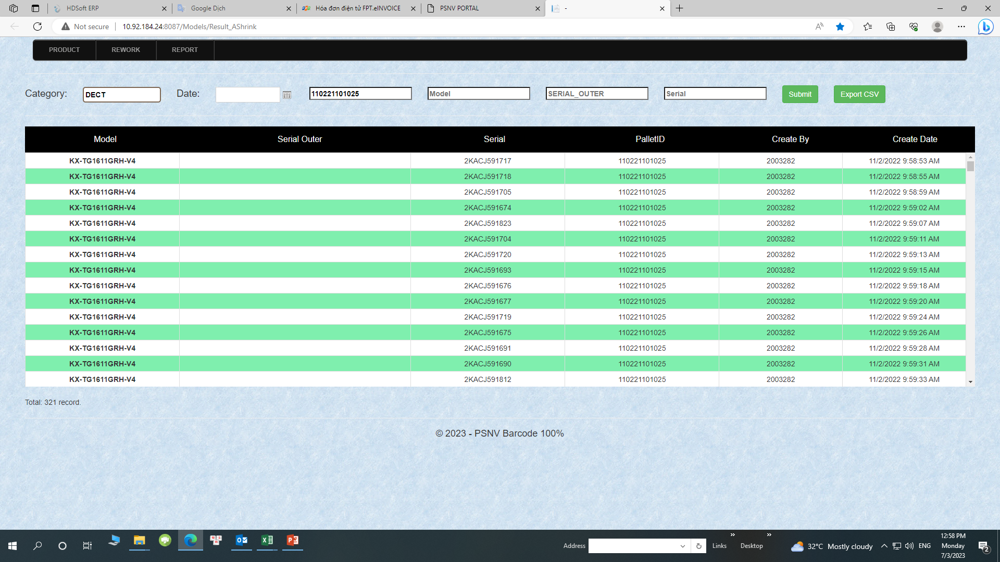 HDSoft ERP
Google Dịch
Hóa đơn điện tử FPT.eINVOICE
PSNV PORTAL
-
Not secure
10.92.184.24:8087/Models/Result_AShrink
PRODUCT
REWORK
REPORT
Category: DECT Date: 110221101025 Model SERIAL_OUTER Serial Submit Export CSV
Model Serial Outer Serial PalletID Create By Create Date
KX-TG1611GRH-V4 2KACJ591717 110221101025 2003282 11/2/2022 9:58:53 AM
KX-TG1611GRH-V4 2KACJ591718 110221101025 2003282 11/2/2022 9:58:55 AM
KX-TG1611GRH-V4 2KACJ591705 110221101025 2003282 11/2/2022 9:58:59 AM
KX-TG1611GRH-V4 2KACJ591674 110221101025 2003282 11/2/2022 9:59:02 AM
KX-TG1611GRH-V4 2KACJ591823 110221101025 2003282 11/2/2022 9:59:07 AM
KX-TG1611GRH-V4 2KACJ591704 110221101025 2003282 11/2/2022 9:59:11 AM
KX-TG1611GRH-V4 2KACJ591720 110221101025 2003282 11/2/2022 9:59:13 AM
KX-TG1611GRH-V4 2KACJ591693 110221101025 2003282 11/2/2022 9:59:15 AM
KX-TG1611GRH-V4 2KACJ591676 110221101025 2003282 11/2/2022 9:59:18 AM
KX-TG1611GRH-V4 2KACJ591677 110221101025 2003282 11/2/2022 9:59:20 AM
KX-TG1611GRH-V4 2KACJ591719 110221101025 2003282 11/2/2022 9:59:24 AM
KX-TG1611GRH-V4 2KACJ591675 110221101025 2003282 11/2/2022 9:59:26 AM
KX-TG1611GRH-V4 2KACJ591691 110221101025 2003282 11/2/2022 9:59:28 AM
KX-TG1611GRH-V4 2KACJ591690 110221101025 2003282 11/2/2022 9:59:31 AM
KX-TG1611GRH-V4 2KACJ591812 110221101025 2003282 11/2/2022 9:59:33 AM
Total: 321 record.
© 2023 - PSNV Barcode 100%
Address
Links
Desktop
32°C Mostly cloudy
ENG
12:58 PM
Monday
7/3/2023
2